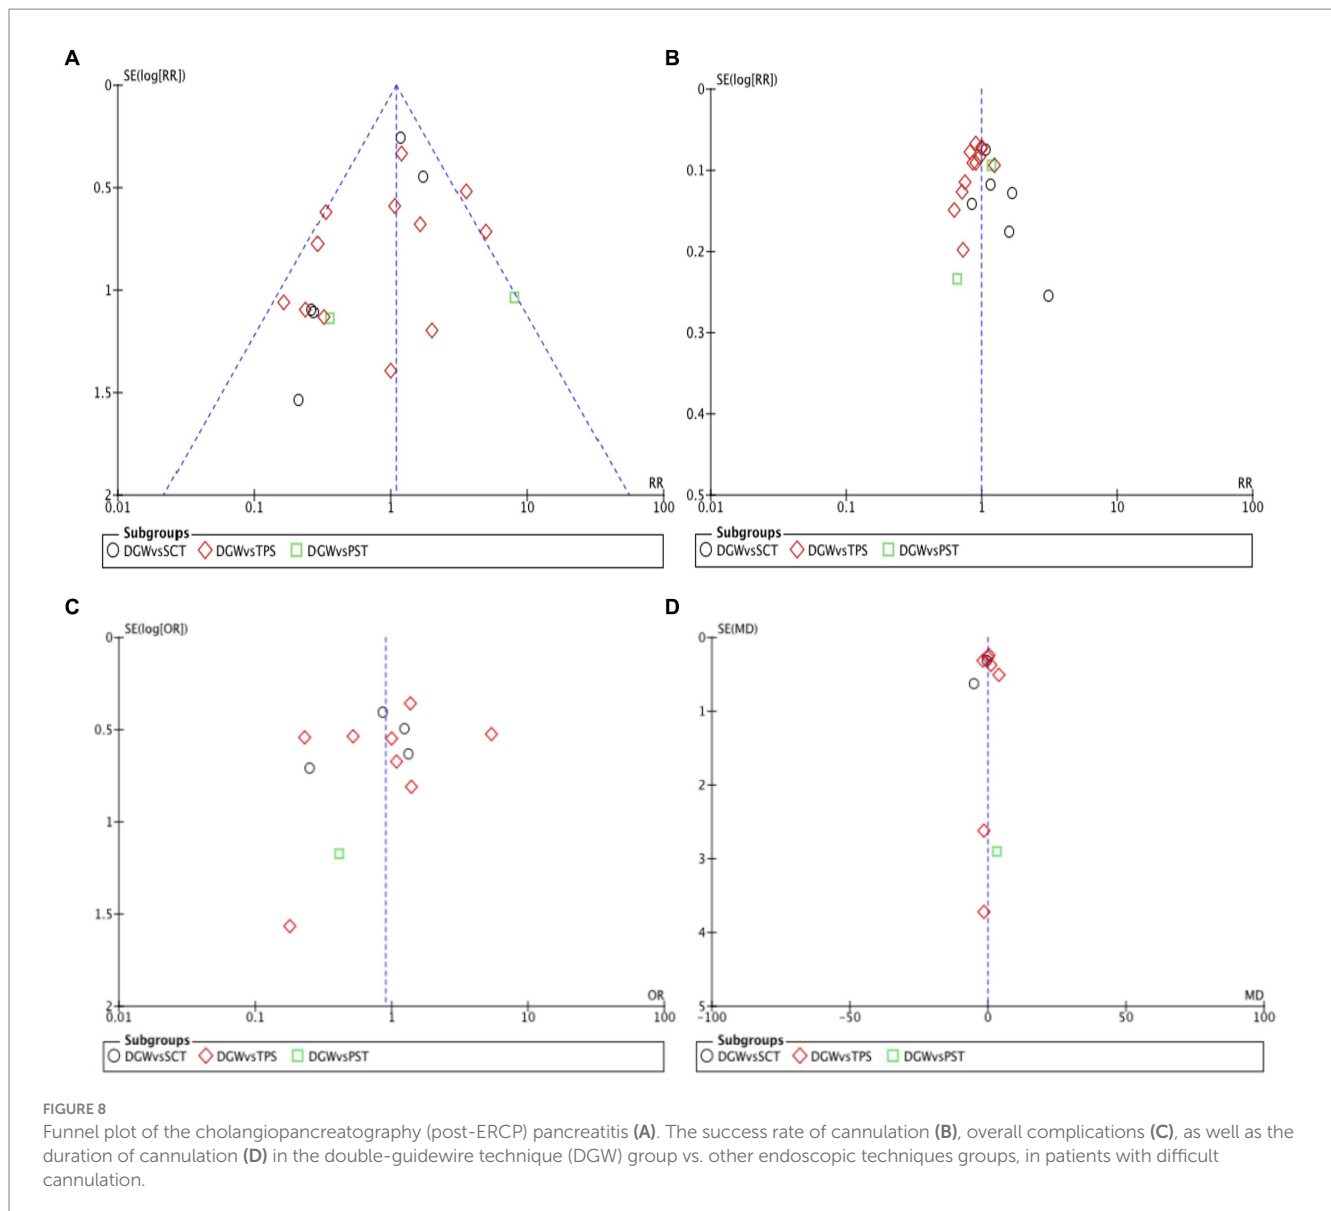 A
SE(log[RR])
0
0.5
1
1.5
2
0.01 0.1 1 10 100
RR
Subgroups
DGWvsSCT DGWvsTPS DGWvsPST
B
SE(log[RR])
0
0.1
0.2
0.3
0.4
0.5
0.01 0.1 1 10 100
RR
Subgroups
DGWvsSCT DGWvsTPS DGWvsPST
C
SE(log[OR])
0
0.5
1
1.5
2
0.01 0.1 1 10 100
OR
Subgroups
DGWvsSCT DGWvsTPS DGWvsPST
D
SE(MD)
0
1
2
3
4
5
-100 -50 0 50 100
MD
Subgroups
DGWvsSCT DGWvsTPS DGWvsPST
FIGURE 8
Funnel plot of the cholangiopancreatography (post-ERCP) pancreatitis (A). The success rate of cannulation (B), overall complications (C), as well as the
duration of cannulation (D) in the double-guidewire technique (DGW) group vs. other endoscopic techniques groups, in patients with difficult
cannulation.